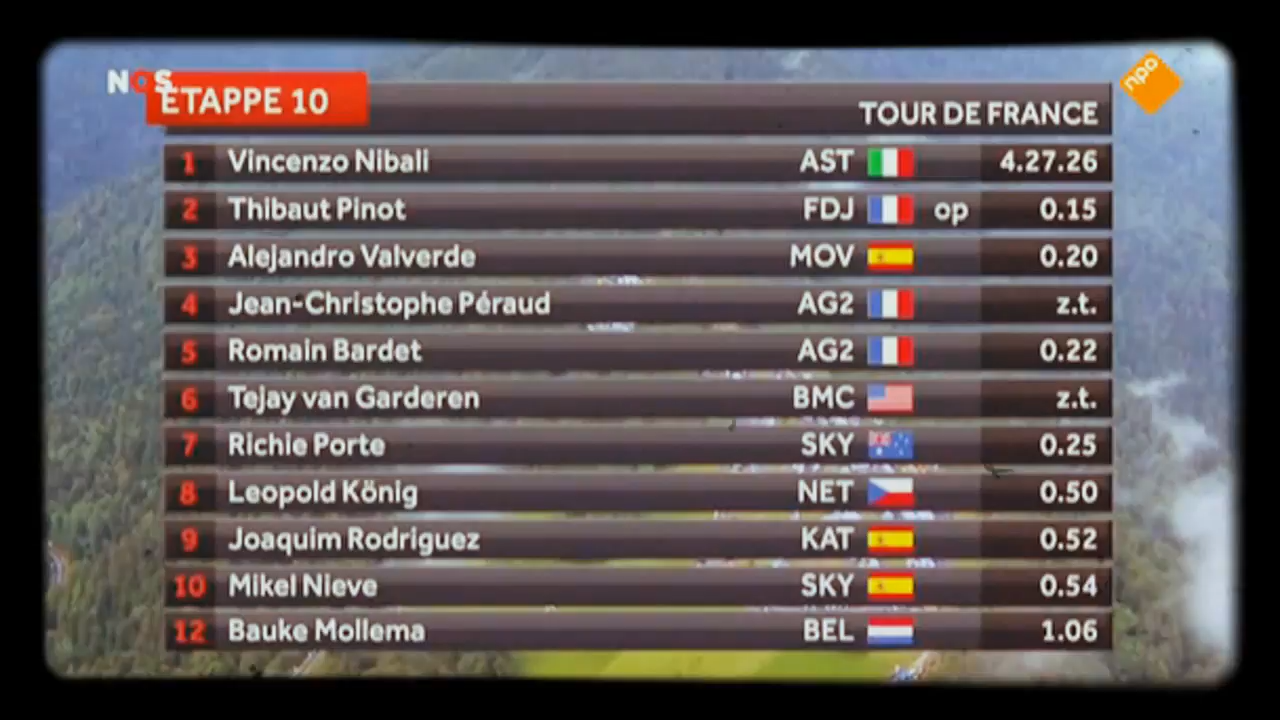 NOS
npo
ETAPPE 10
TOUR DE FRANCE
1 Vincenzo Nibali AST 4.27.26
2 Thibaut Pinot FDJ op 0.15
3 Alejandro Valverde MOV 0.20
4 Jean-Christophe Péraud AG2 z.t.
5 Romain Bardet AG2 0.22
6 Tejay van Garderen BMC z.t.
7 Richie Porte SKY 0.25
8 Leopold König NET 0.50
9 Joaquim Rodriguez KAT 0.52
10 Mikel Nieve SKY 0.54
12 Bauke Mollema BEL 1.06